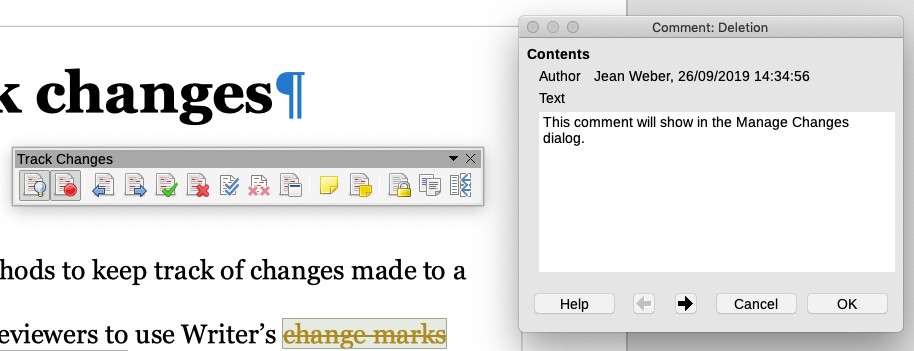 Comment: Deletion
Contents
Author Jean Weber, 26/09/2019 14:34:56
Text
This comment will show in the Manage Changes
dialog.
Help
Cancel
OK
k changes¶
Track Changes
hods to keep track of changes made to a
eviewers to use Writer’s change marks